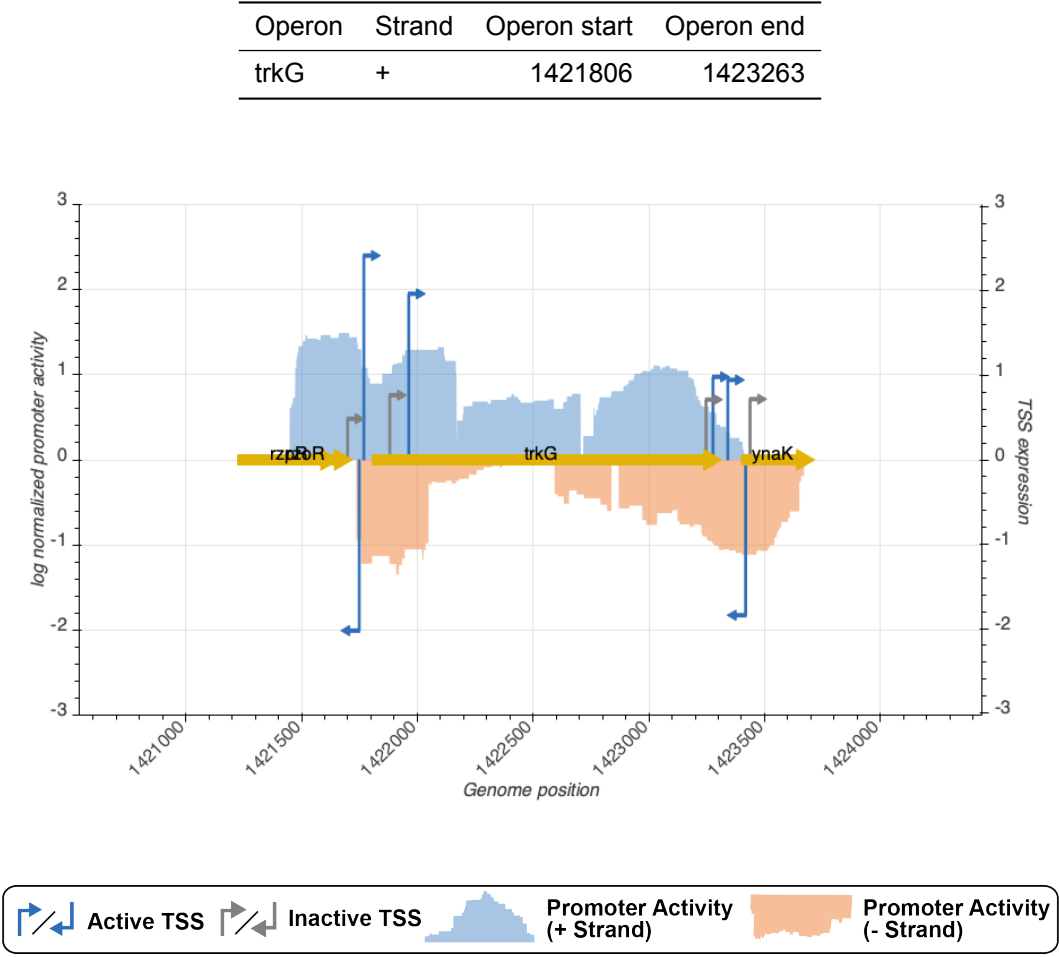 Operon Strand Operon start Operon end
trkG + 1421806 1423263
3 3
2 2
1 1
0 0
-1 -1
-2 -2
-3 -3
log normalized promoter activity
TSS expression
trkG
ynaK
1421000 1421500 1422000 1422500 1423000 1423500 1424000
Genome position
Active TSS
Inactive TSS
Promoter Activity
(+ Strand)
Promoter Activity
(- Strand)